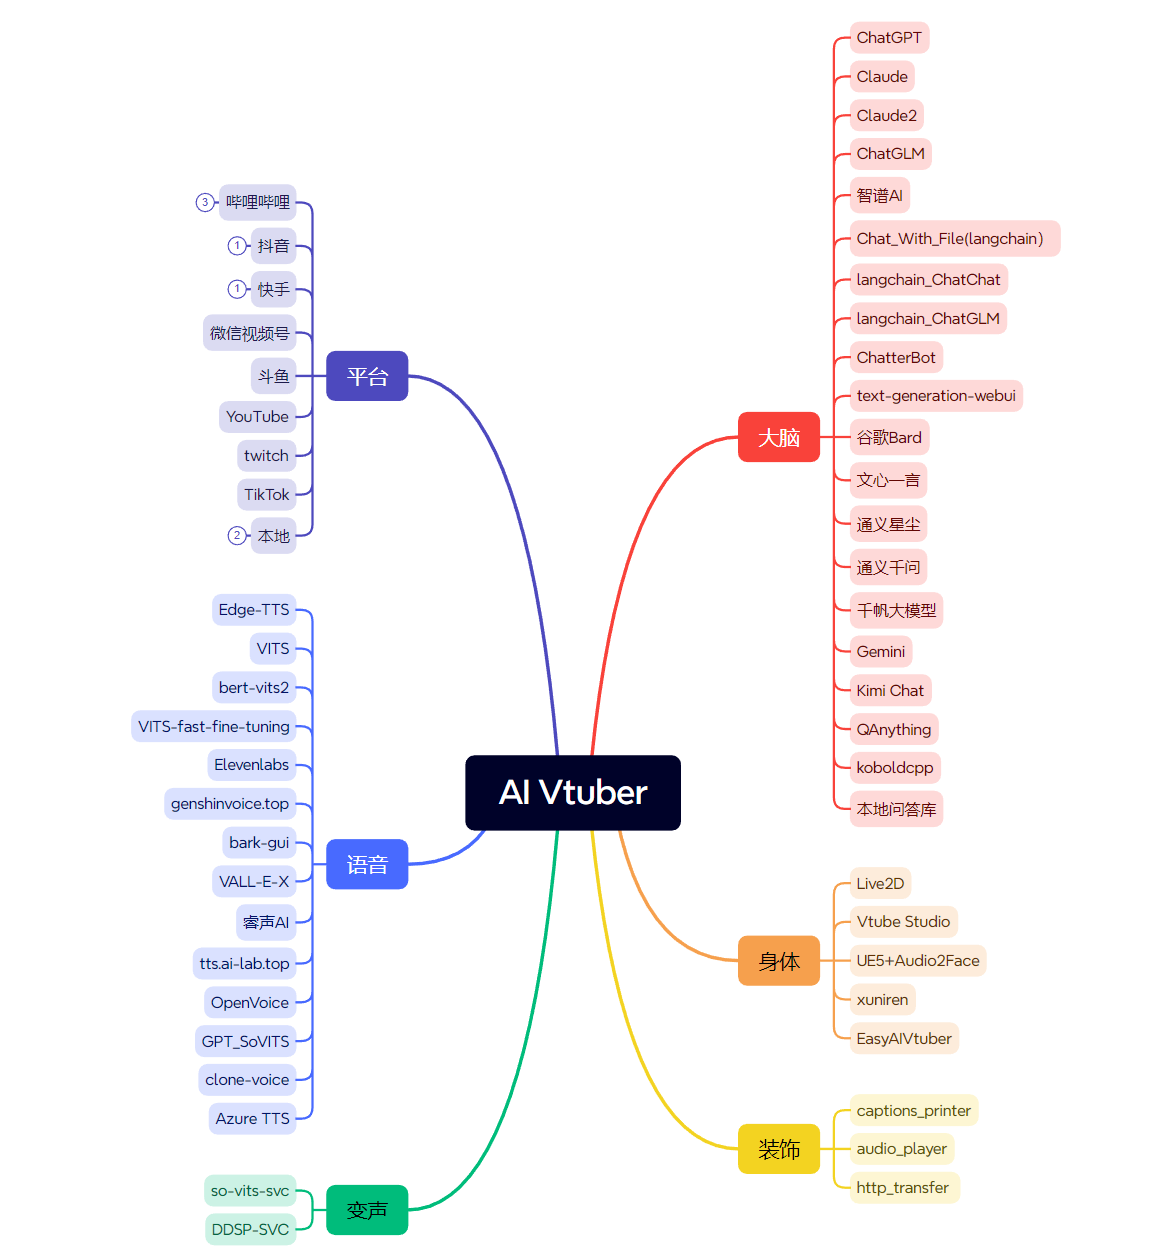 AI Vtuber
平台
3
哔哩哔哩
1
抖音
1
快手
微信视频号
斗鱼
YouTube
twitch
TikTok
2
本地
语音
Edge-TTS
VITS
bert-vits2
VITS-fast-fine-tuning
Elevenlabs
genshinvoice.top
bark-gui
VALL-E-X
睿声AI
tts.ai-lab.top
OpenVoice
GPT_SoVITS
clone-voice
Azure TTS
变声
so-vits-svc
DDSP-SVC
大脑
ChatGPT
Claude
Claude2
ChatGLM
智谱AI
Chat_With_File(langchain)
langchain_ChatChat
langchain_ChatGLM
ChatterBot
text-generation-webui
谷歌Bard
文心一言
通义星尘
通义千问
千帆大模型
Gemini
Kimi Chat
QAnything
koboldcpp
本地问答库
身体
Live2D
Vtube Studio
UE5+Audio2Face
xuniren
EasyAIVtuber
装饰
captions_printer
audio_player
http_transfer